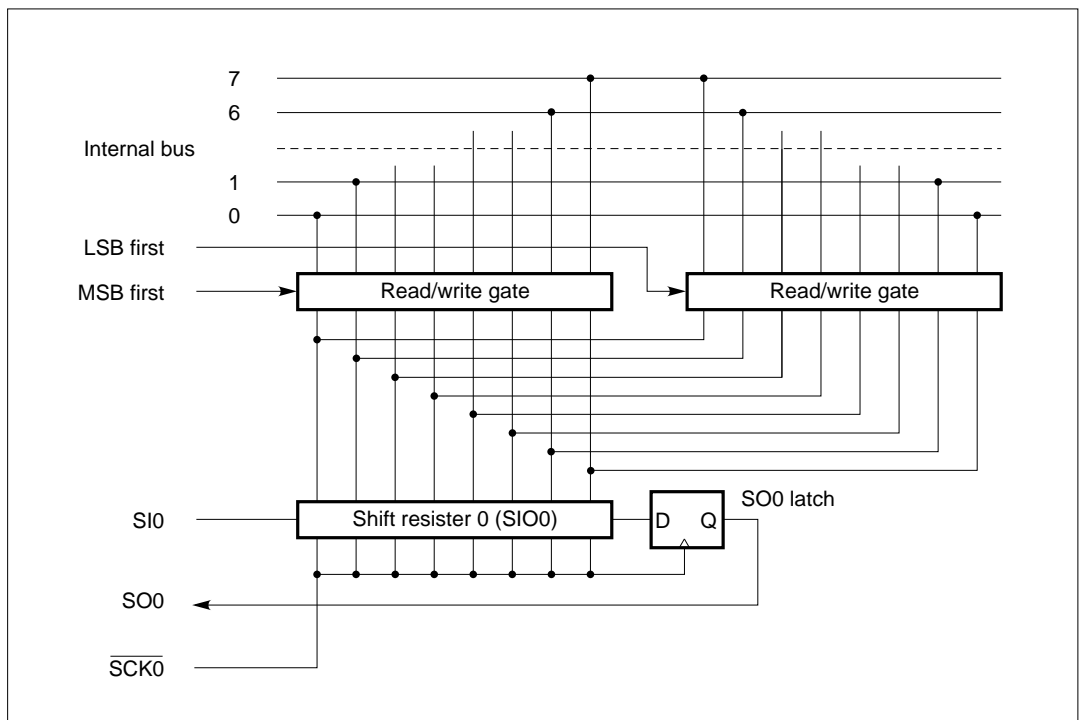 7
6
Internal bus
1
0
LSB first
MSB first
Read/write gate
Read/write gate
SI0
Shift resister 0 (SIO0)
D Q
SO0 latch
SO0
SCK0